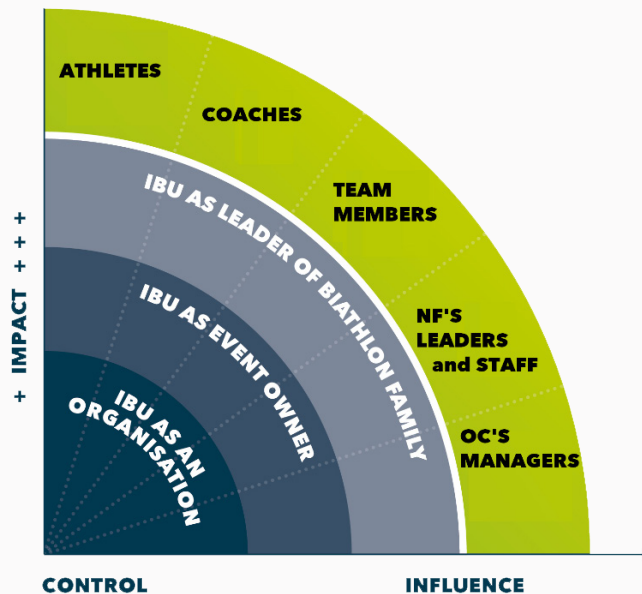 ATHLETES
COACHES
TEAM
MEMBERS
NF'S
LEADERS
and STAFF
OC'S
MANAGERS
IBU AS LEADER OF BIATHLON FAMILY
IBU AS EVENT OWNER
IBU AS AN
ORGANISATION
+ IMPACT + + +
CONTROL
INFLUENCE